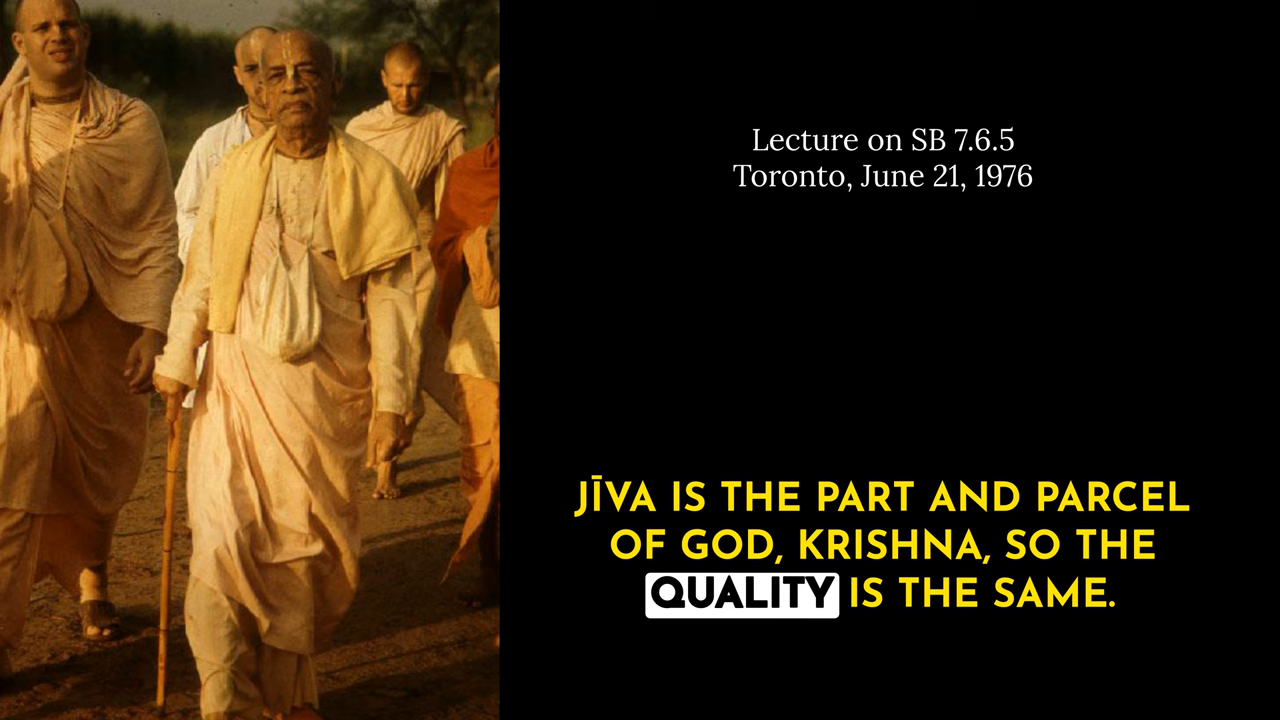 Lecture on SB 7.6.5
Toronto, June 21, 1976
JĪVA IS THE PART AND PARCEL
OF GOD, KRISHNA, SO THE
QUALITY IS THE SAME.